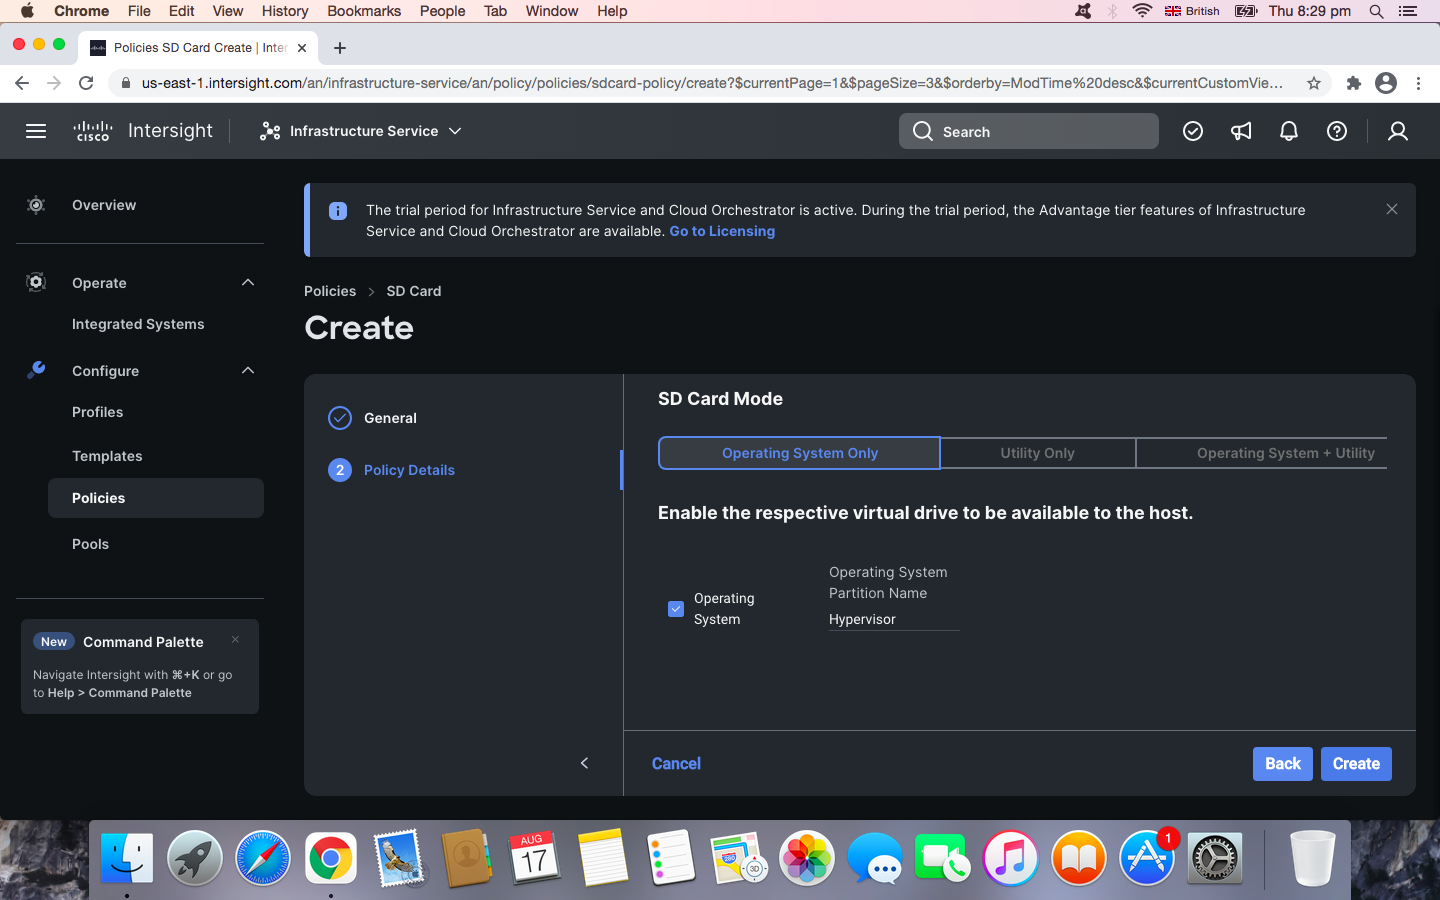 Chrome File Edit View History Bookmarks People Tab Window Help British Thu 8:29 pm
Policies SD Card Create | Inter
us-east-1.intersight.com/an/infrastructure-service/an/policy/policies/sdcard-policy/create?$currentPage=1&$pageSize=3&$orderby=ModTime%20desc&$currentCustomVie...
CISCO Intersight Infrastructure Service Search
Overview
Operate
Integrated Systems
Configure
Profiles
Templates
Policies
Pools
New Command Palette
Navigate Intersight with ⌘+K or go
to Help > Command Palette
The trial period for Infrastructure Service and Cloud Orchestrator is active. During the trial period, the Advantage tier features of Infrastructure
Service and Cloud Orchestrator are available. Go to Licensing
Policies > SD Card
Create
General
2 Policy Details
SD Card Mode
Operating System Only Utility Only Operating System + Utility
Enable the respective virtual drive to be available to the host.
Operating
System
Operating System
Partition Name
Hypervisor
Cancel Back Create
AUG
17
280
3D
1